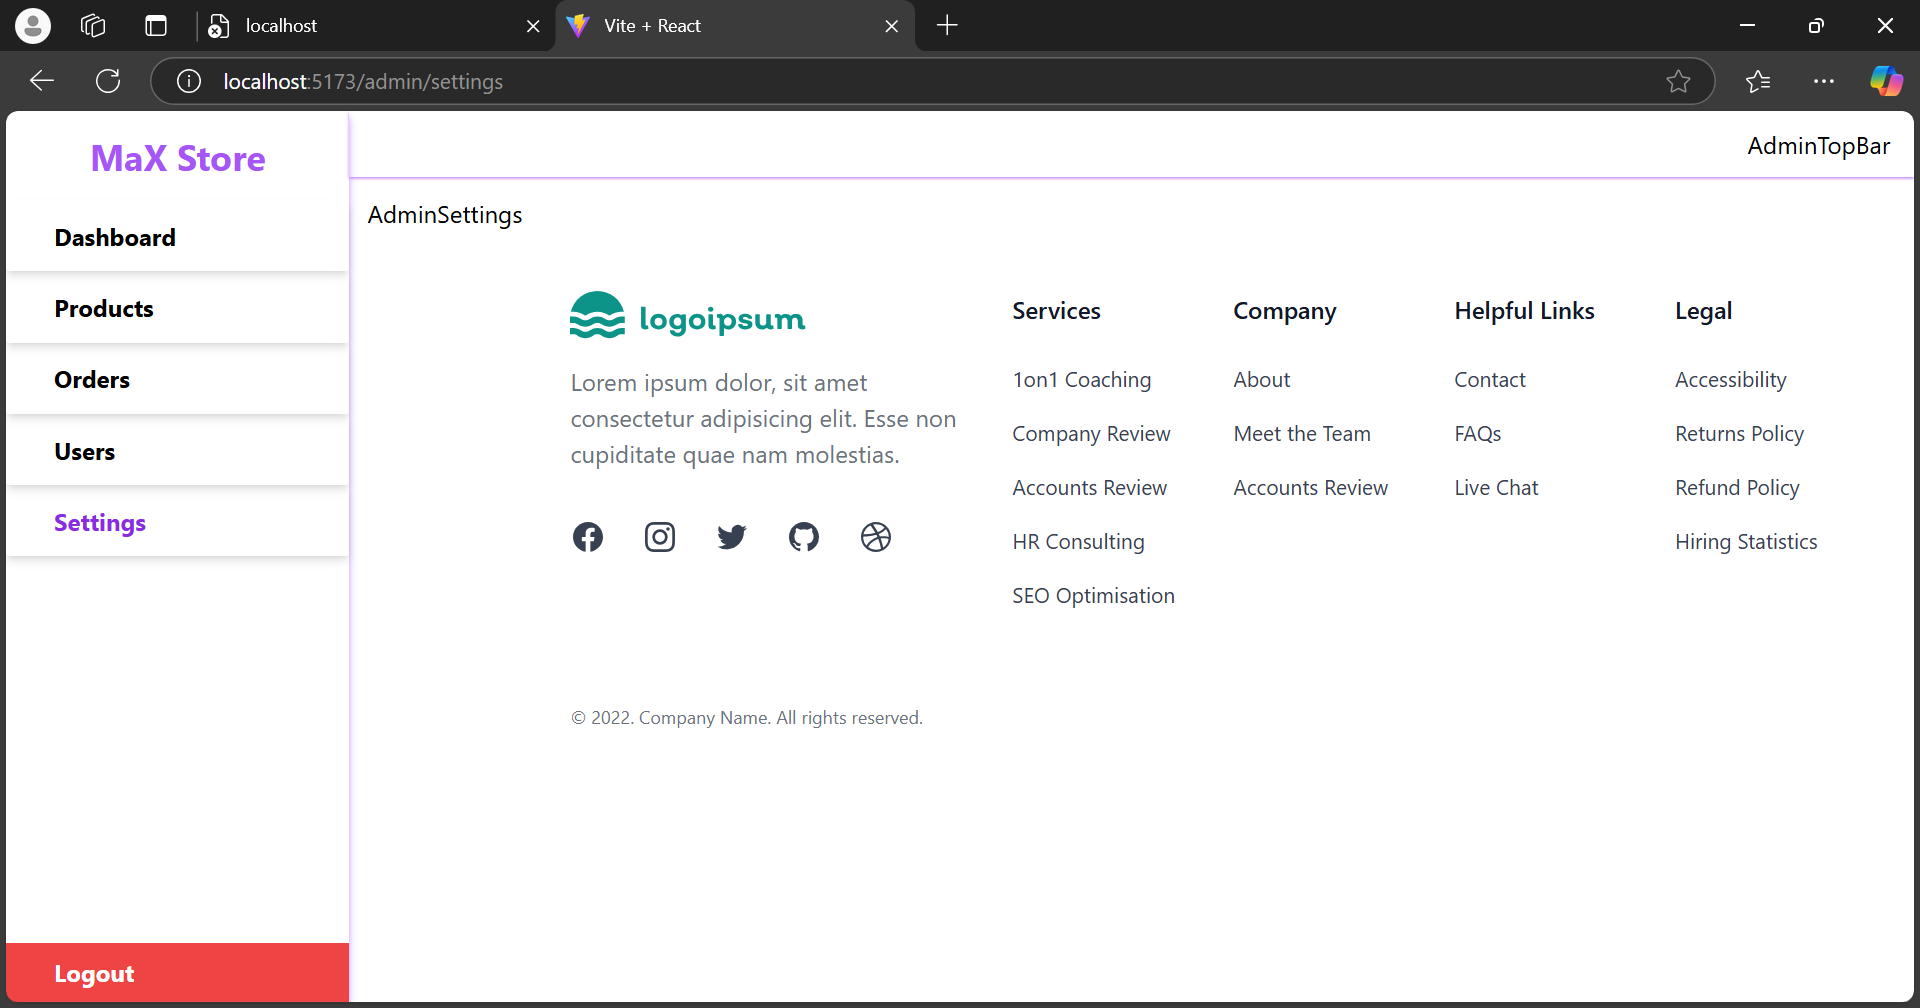 localhost
Vite + React
localhost:5173/admin/settings
MaX Store
AdminTopBar
Dashboard
Products
Orders
Users
Settings
Logout
AdminSettings
logoipsum
Lorem ipsum dolor, sit amet
consectetur adipisicing elit. Esse non
cupiditate quae nam molestias.
Services
1on1 Coaching
Company Review
Accounts Review
HR Consulting
SEO Optimisation
Company
About
Meet the Team
Accounts Review
Helpful Links
Contact
FAQs
Live Chat
Legal
Accessibility
Returns Policy
Refund Policy
Hiring Statistics
© 2022. Company Name. All rights reserved.